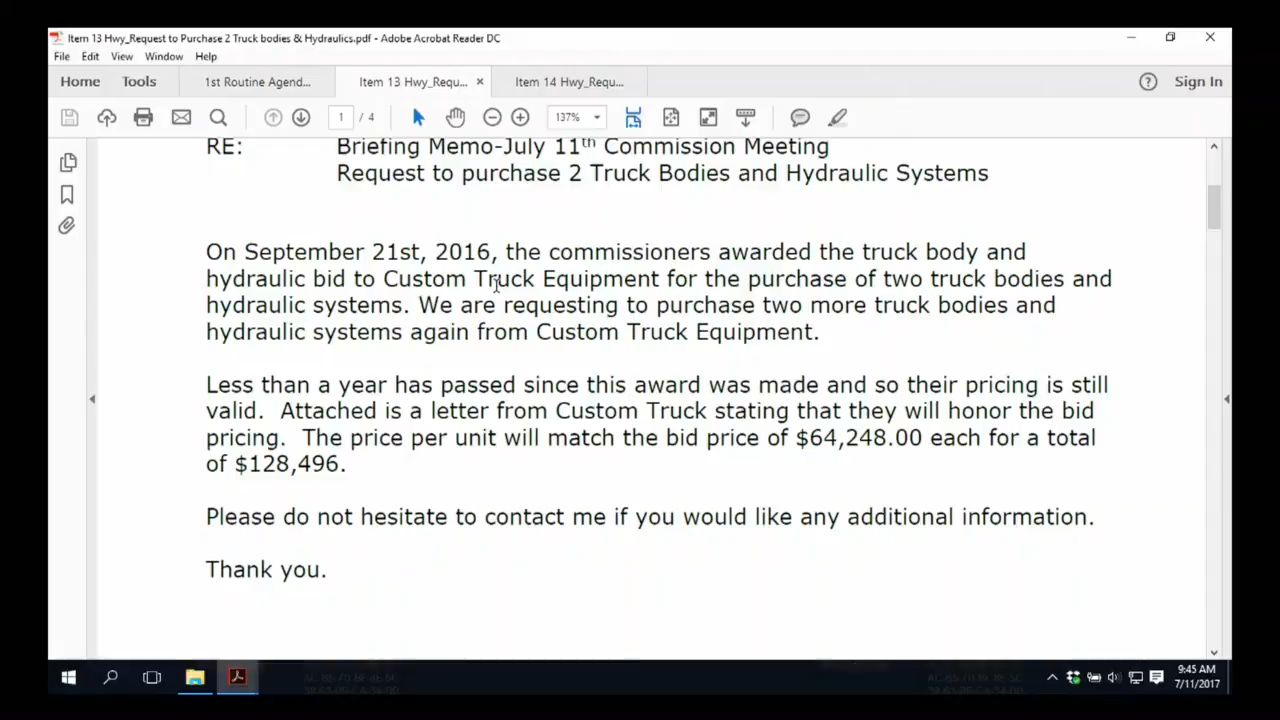 Item 13 Hwy_Request to Purchase 2 Truck bodies & Hydraulics.pdf - Adobe Acrobat Reader DC
File Edit View Window Help
Home Tools 1st Routine Agend... Item 13 Hwy_Requ... × Item 14 Hwy_Requ... Sign In
1 / 4 137%
RE: Briefing Memo-July 11th Commission Meeting
Request to purchase 2 Truck Bodies and Hydraulic Systems
On September 21st, 2016, the commissioners awarded the truck body and
hydraulic bid to Custom Truck Equipment for the purchase of two truck bodies and
hydraulic systems. We are requesting to purchase two more truck bodies and
hydraulic systems again from Custom Truck Equipment.
Less than a year has passed since this award was made and so their pricing is still
valid. Attached is a letter from Custom Truck stating that they will honor the bid
pricing. The price per unit will match the bid price of $64,248.00 each for a total
of $128,496.
Please do not hesitate to contact me if you would like any additional information.
Thank you.
9:45 AM
7/11/2017